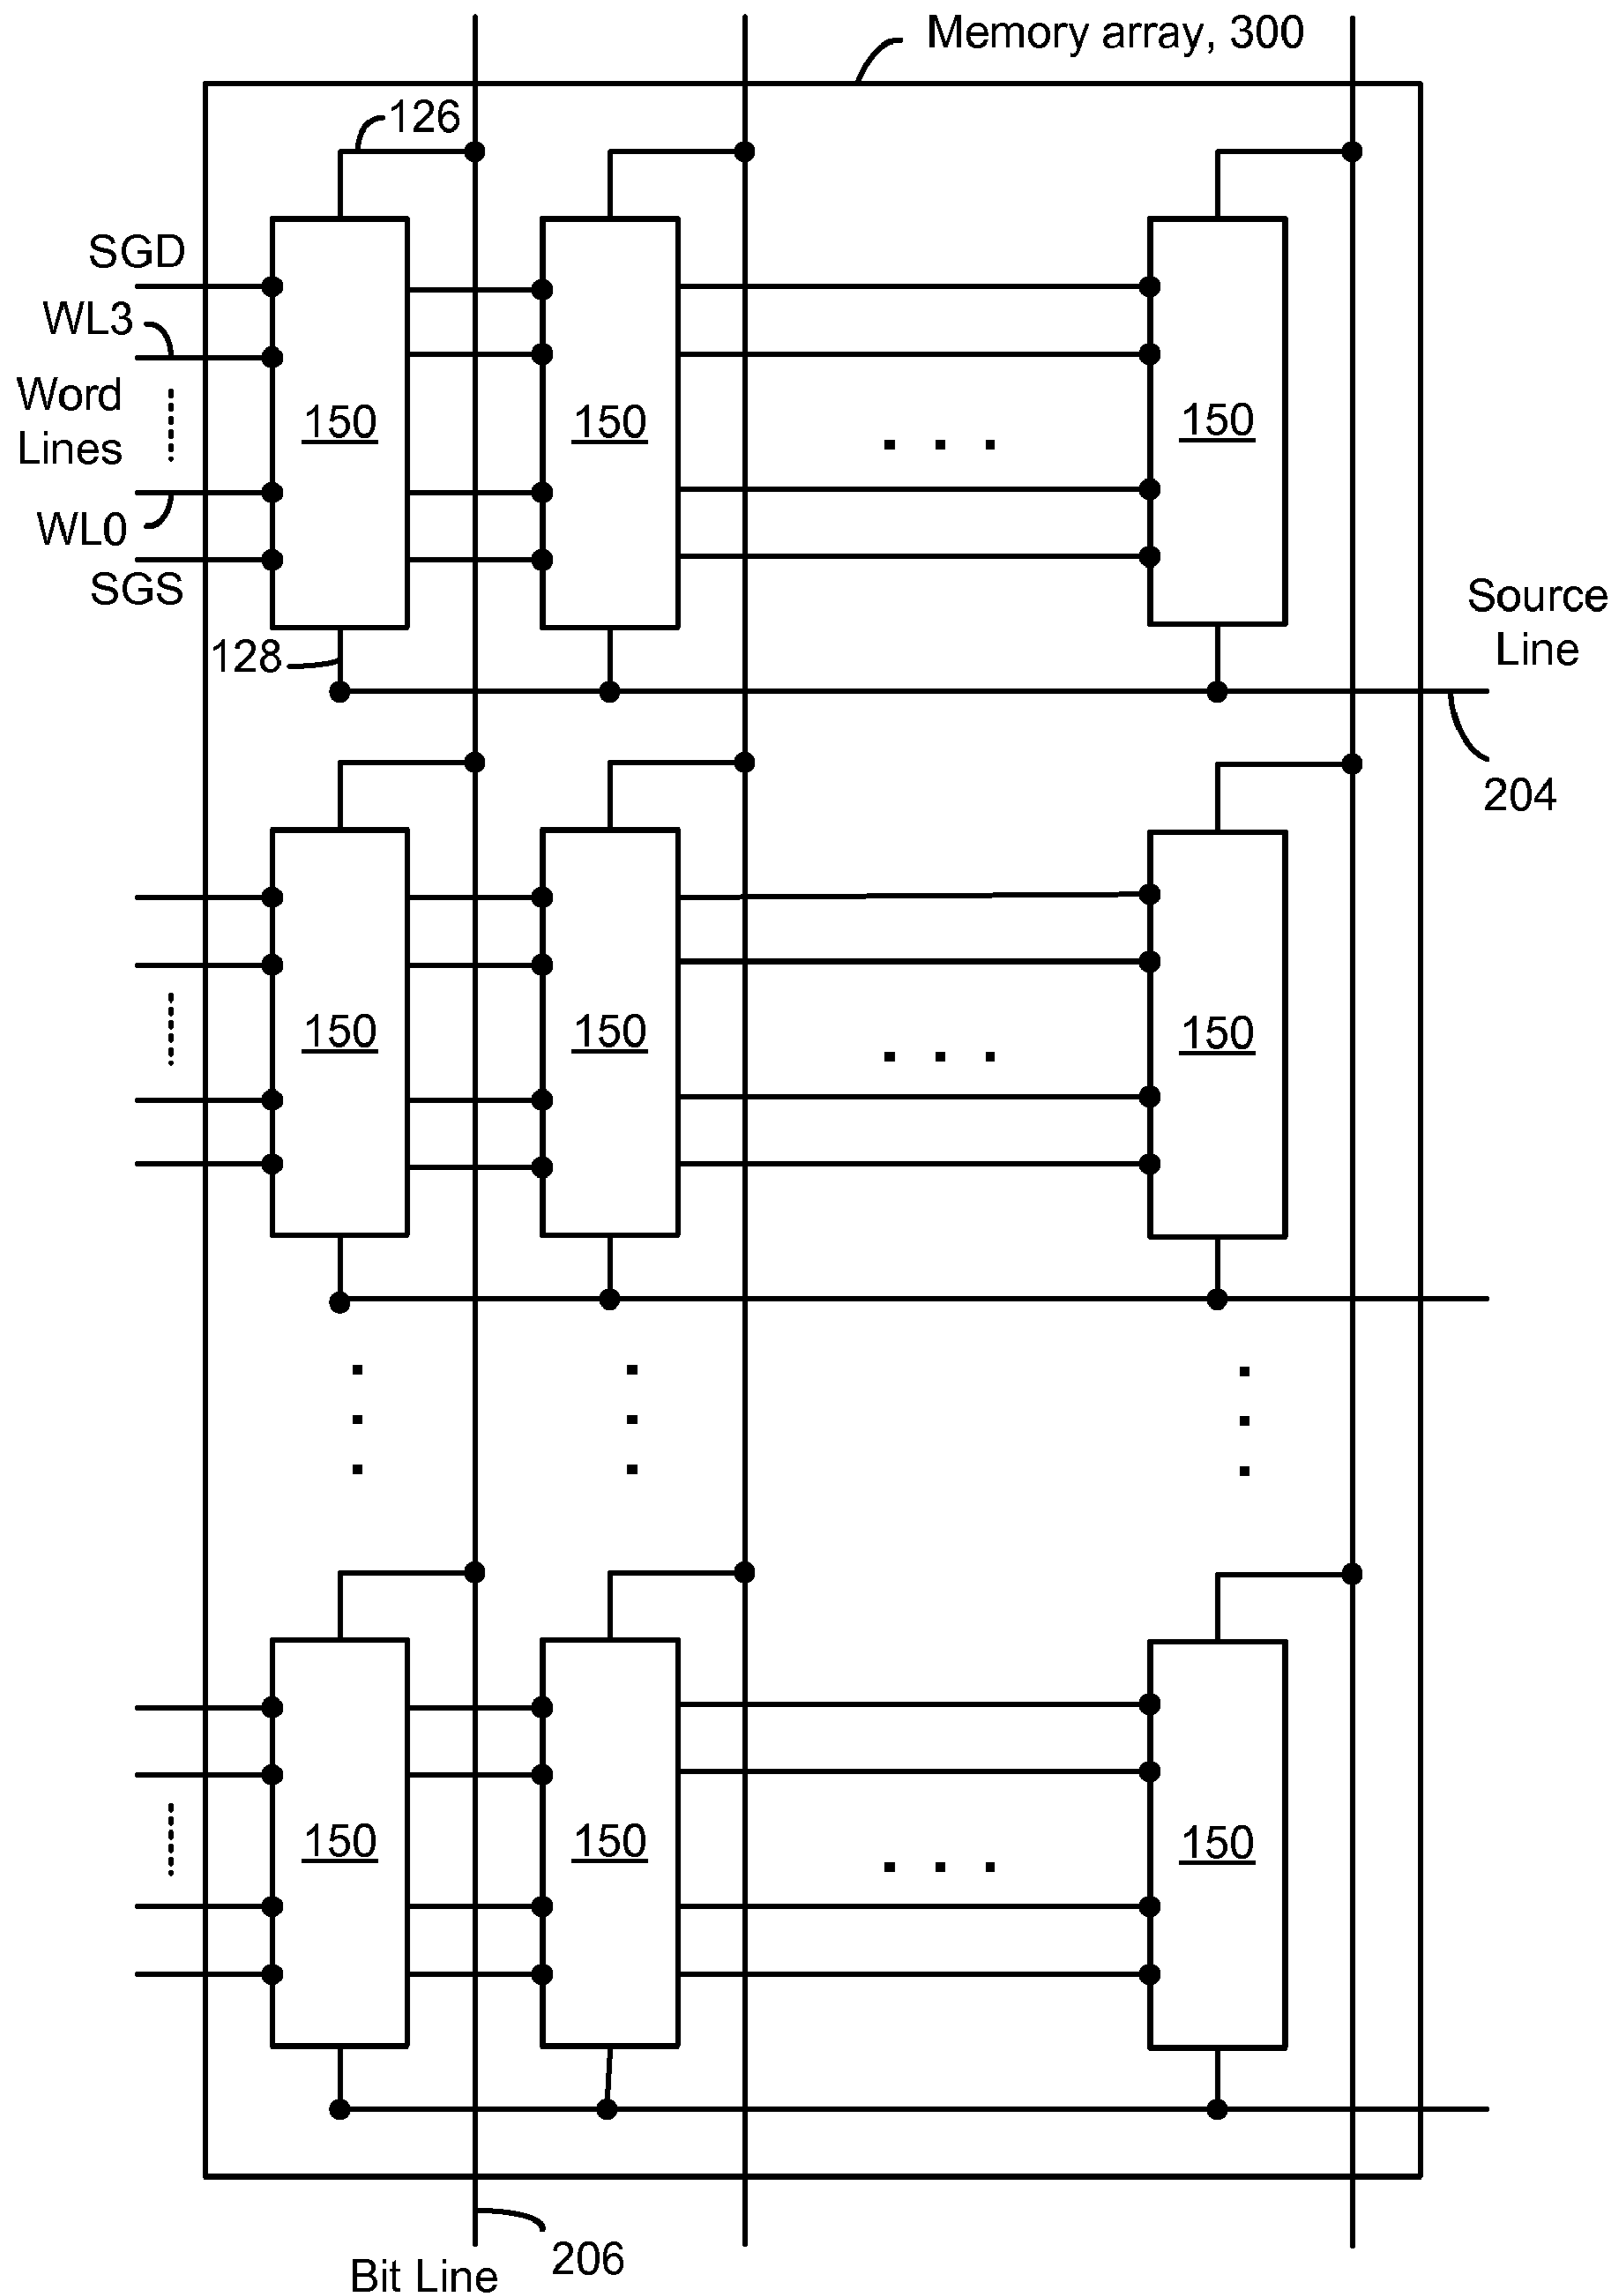 Memory array, 300
126
SGD
WL3
Word
Lines
150 150 150
WL0
SGS
128
Source
Line
204
150 150 150
150 150 150
206
Bit Line